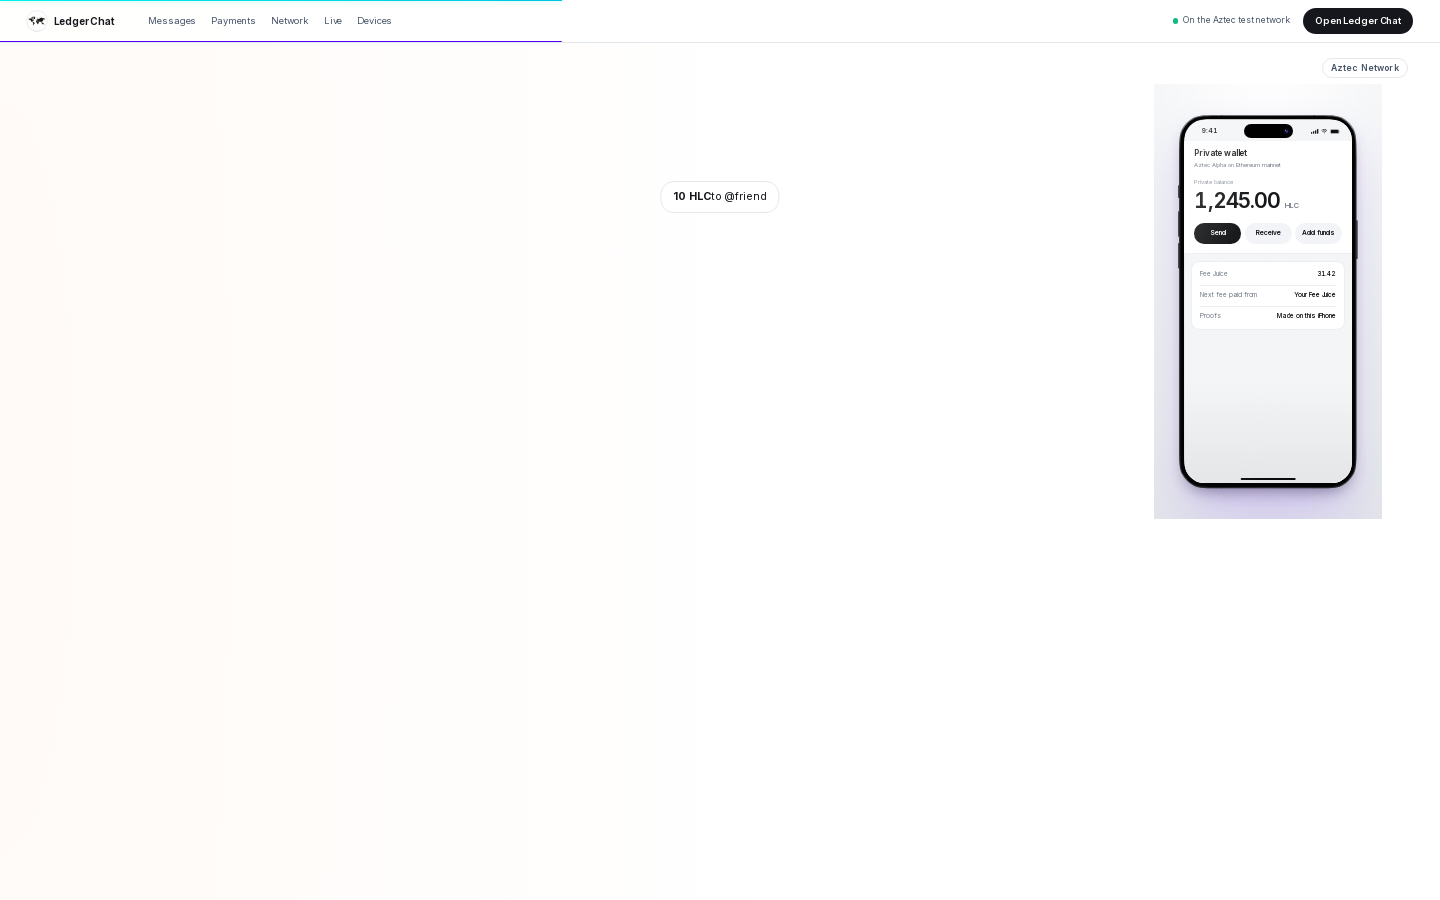 LedgerChat
Messages
Payments
Network
Live
Devices
On the Aztec test network
Open Ledger Chat
Aztec Network
10 HLC to @friend
9:41
Private wallet
Aztec Alpha on Ethereum mainnet
Private balance
1,245.00 HLC
Send
Receive
Add funds
Fee Juice
31.42
Next fee paid from
Your Fee Juice
Proofs
Made on this iPhone